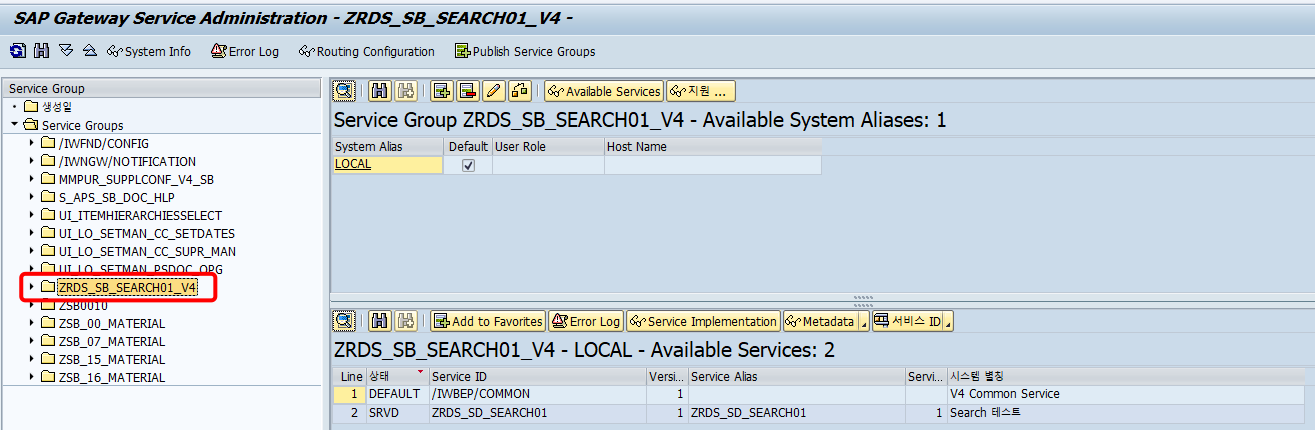 SAP Gateway Service Administration - ZRDS_SB_SEARCH01_V4 -
System Info Error Log Routing Configuration Publish Service Groups
Service Group
생성일
Service Groups
/IWFND/CONFIG
/IWNGW/NOTIFICATION
MMPUR_SUPPLCONF_V4_SB
S_APS_SB_DOC_HLP
UI_ITEMHIERARCHIESSELECT
UI_LO_SETMAN_CC_SETDATES
UI_LO_SETMAN_CC_SUPR_MAN
UI_LO_SETMAN_PSDOC_OPG
ZRDS_SB_SEARCH01_V4
ZSB0010
ZSB_00_MATERIAL
ZSB_07_MATERIAL
ZSB_15_MATERIAL
ZSB_16_MATERIAL
Available Services 지원 ...
Service Group ZRDS_SB_SEARCH01_V4 - Available System Aliases: 1
System Alias Default User Role Host Name
LOCAL
Add to Favorites Error Log Service Implementation Metadata 서비스 ID
ZRDS_SB_SEARCH01_V4 - LOCAL - Available Services: 2
Line 상태 Service ID Versi... Service Alias Servi... 시스템 별칭
1 DEFAULT /IWBEP/COMMON 1 V4 Common Service
2 SRVD ZRDS_SD_SEARCH01 1 ZRDS_SD_SEARCH01 1 Search 테스트